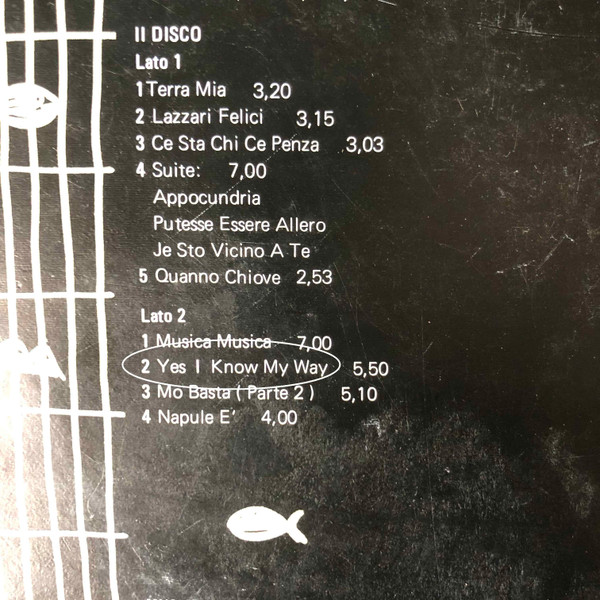 II DISCO
Lato 1
1 Terra Mia 3,20
2 Lazzari Felici 3,15
3 Ce Sta Chi Ce Penza 3,03
4 Suite: 7,00
Appocundria
Putesse Essere Allero
Je Sto Vicino A Te
5 Quanno Chiove 2,53
Lato 2
1 Musica Musica 7,00
2 Yes I Know My Way 5,50
3 Mo Basta ( Parte 2 ) 5,10
4 Napule E' 4,00